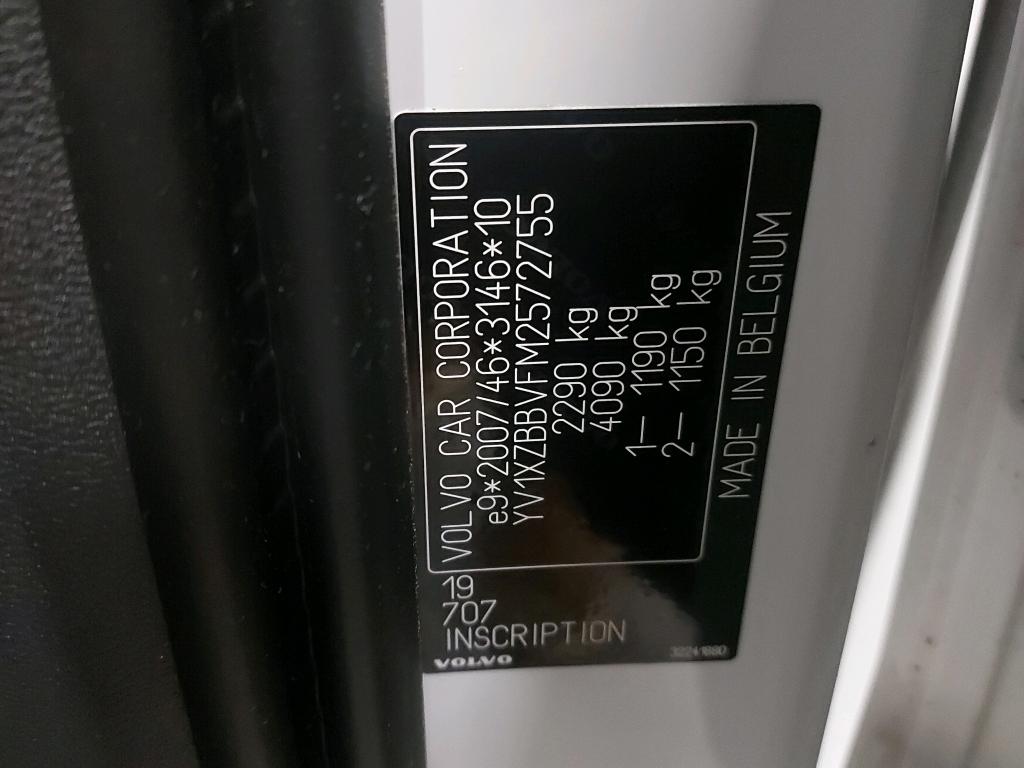 VOLVO CAR CORPORATION
e9*2007/46*3146*10
YV1XZBBVFM2572755
2290 kg
4090 kg
1— 1190 kg
2— 1150 kg
MADE IN BELGIUM
19
707
INSCRIPTION
VOLVO
32241880